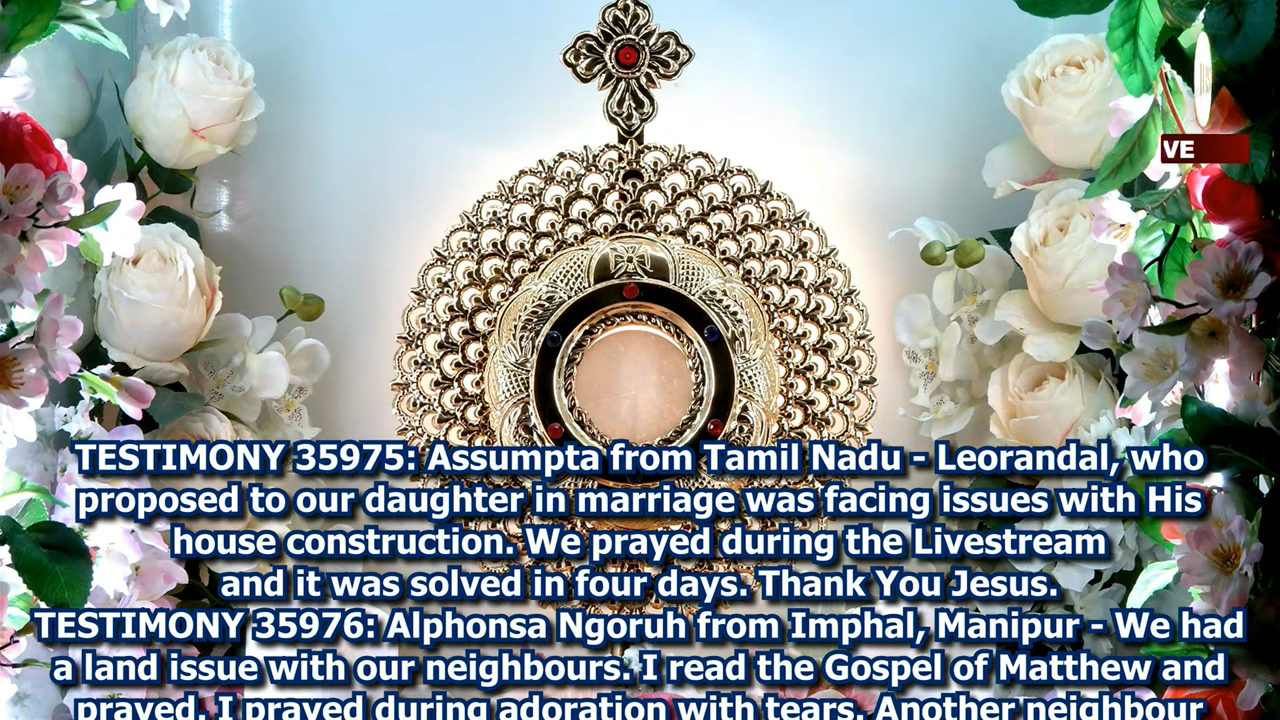 VE
TESTIMONY 35975: Assumpta from Tamil Nadu - Leorandal, who
proposed to our daughter in marriage was facing issues with His
house construction. We prayed during the Livestream
and it was solved in four days. Thank You Jesus.
TESTIMONY 35976: Alphonsa Ngoruh from Imphal, Manipur - We had
a land issue with our neighbours. I read the Gospel of Matthew and
prayed. I prayed during adoration with tears. Another neighbour